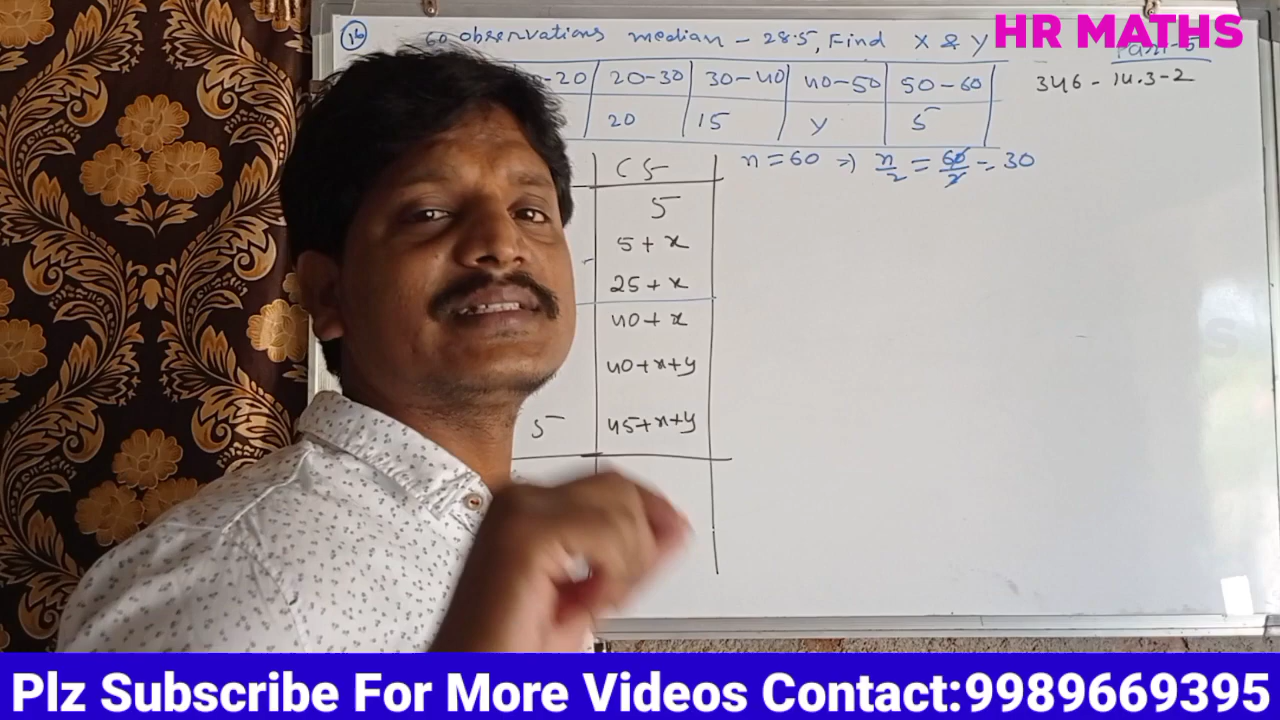 HR MATHS
16 60 observations median - 28.5, Find X & Y Part-5
-20 20-30 30-40 40-50 50-60 346 - 14.3-2
20 15 y 5
CF n = 60 ⇒ n/2 = 60/2 = 30
5
5 + x
25 + x
40 + x
40+x+y
5 45+x+y
Plz Subscribe For More Videos Contact:9989669395